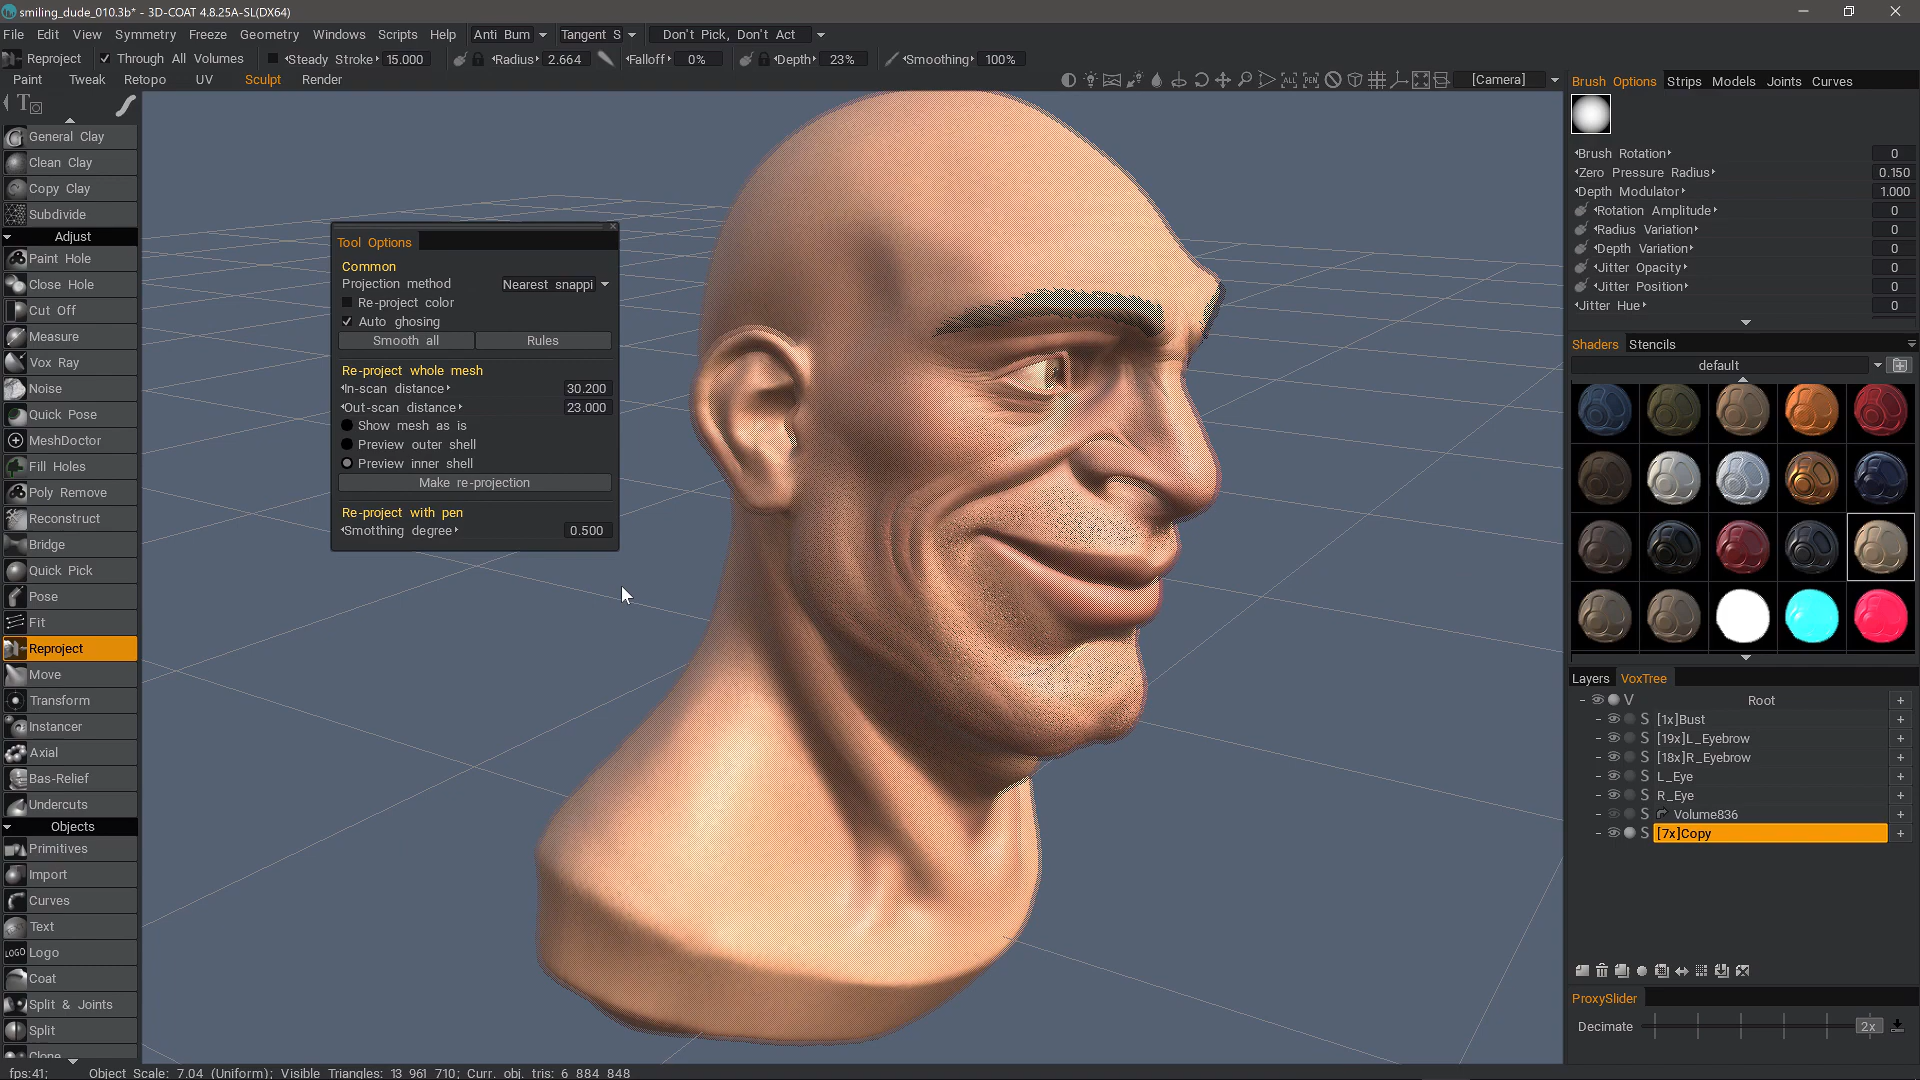 smiling_dude_010.3b* - 3D-COAT 4.8.25A-SL(DX64)
File Edit View Symmetry Freeze Geometry Windows Scripts Help Anti Bum Tangent S Don't Pick, Don't Act
Reproject Through All Volumes Steady Stroke 15.000 Radius 2.664 Falloff 0% Depth 23% Smoothing 100%
Paint Tweak Retopo UV Sculpt Render [Camera]
General Clay
Clean Clay
Copy Clay
Subdivide
Adjust
Paint Hole
Close Hole
Cut Off
Measure
Vox Ray
Noise
Quick Pose
MeshDoctor
Fill Holes
Poly Remove
Reconstruct
Bridge
Quick Pick
Pose
Fit
Reproject
Move
Transform
Instancer
Axial
Bas-Relief
Undercuts
Objects
Primitives
Import
Curves
Text
LOGO Logo
Coat
Split & Joints
Split
Clone
Tool Options
Common
Projection method Nearest snappi
Re-project color
Auto ghosing
Smooth all Rules
Re-project whole mesh
In-scan distance 30.200
Out-scan distance 23.000
Show mesh as is
Preview outer shell
Preview inner shell
Make re-projection
Re-project with pen
Smotthing degree 0.500
Brush Options Strips Models Joints Curves
Brush Rotation 0
Zero Pressure Radius 0.150
Depth Modulator 1.000
Rotation Amplitude 0
Radius Variation 0
Depth Variation 0
Jitter Opacity 0
Jitter Position 0
Jitter Hue 0
Shaders Stencils
default
Layers VoxTree
V Root +
S [1x]Bust +
S [19x]L_Eyebrow +
S [18x]R_Eyebrow +
S L_Eye +
S R_Eye +
S Volume836 +
S [7x]Copy +
ProxySlider
Decimate 2x
fps:41; Object Scale: 7.04 (Uniform); Visible Triangles: 13 961 710; Curr. obj. tris: 6 884 848